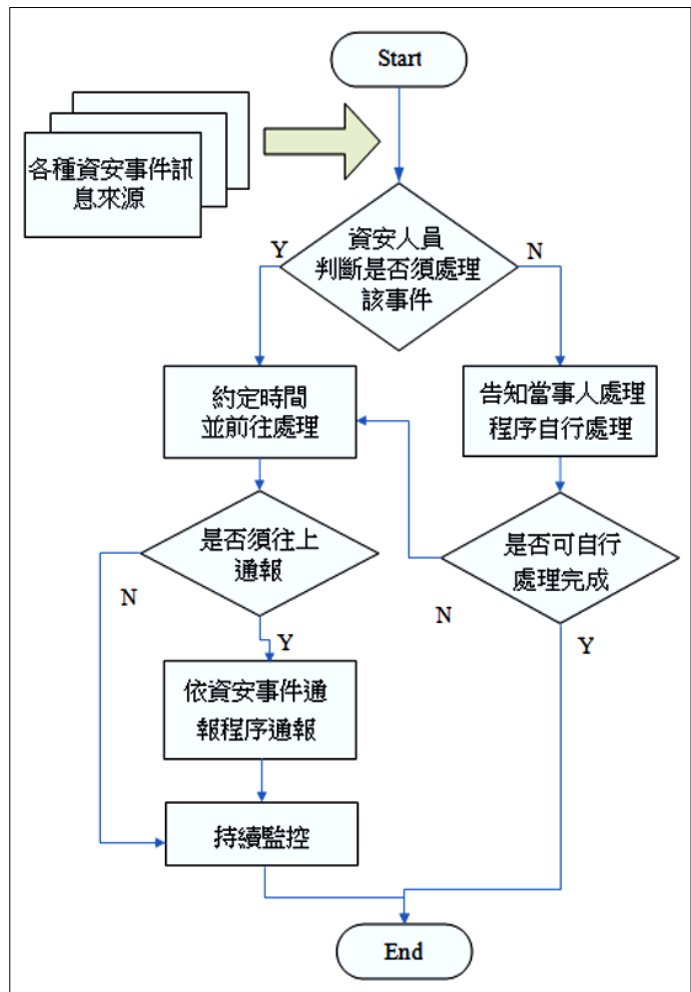 Start
各種資安事件訊
息來源
資安人員
判斷是否須處理
該事件
Y
N
約定時間
並前往處理
告知當事人處理
程序自行處理
是否須往上
通報
是否可自行
處理完成
N
Y
N
Y
依資安事件通
報程序通報
持續監控
End